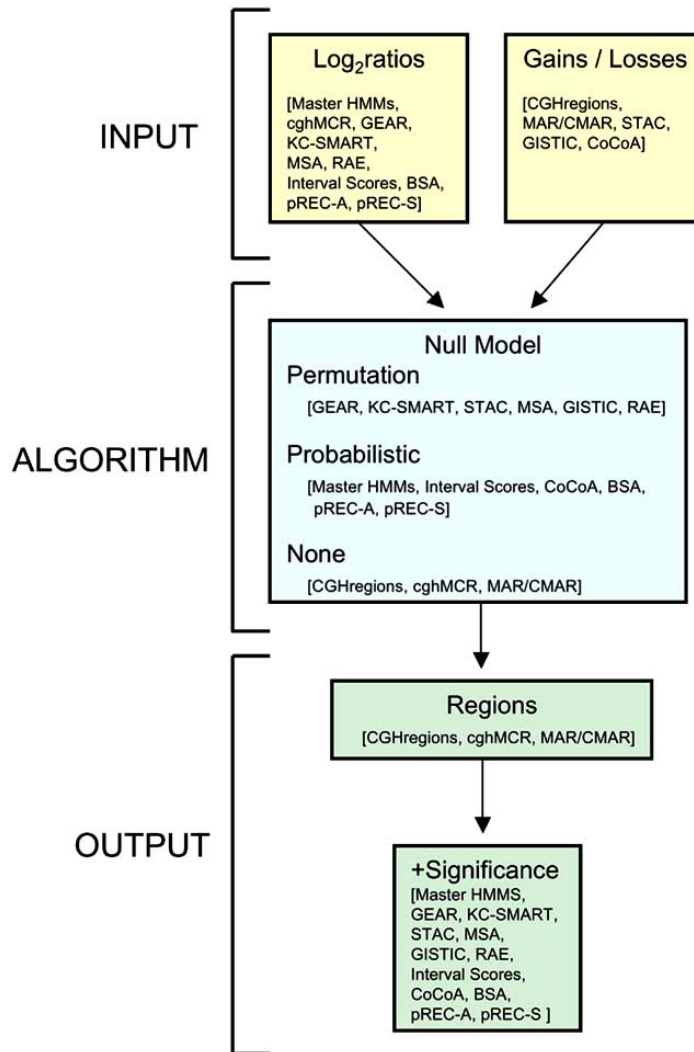 INPUT
Log₂ratios
[Master HMMs,
cghMCR, GEAR,
KC-SMART,
MSA, RAE,
Interval Scores, BSA,
pREC-A, pREC-S]
Gains / Losses
[CGHregions,
MAR/CMAR, STAC,
GISTIC, CoCoA]
ALGORITHM
Null Model
Permutation
[GEAR, KC-SMART, STAC, MSA, GISTIC, RAE]
Probabilistic
[Master HMMs, Interval Scores, CoCoA, BSA,
pREC-A, pREC-S]
None
[CGHregions, cghMCR, MAR/CMAR]
OUTPUT
Regions
[CGHregions, cghMCR, MAR/CMAR]
+Significance
[Master HMMS,
GEAR, KC-SMART,
STAC, MSA,
GISTIC, RAE,
Interval Scores,
CoCoA, BSA,
pREC-A, pREC-S ]